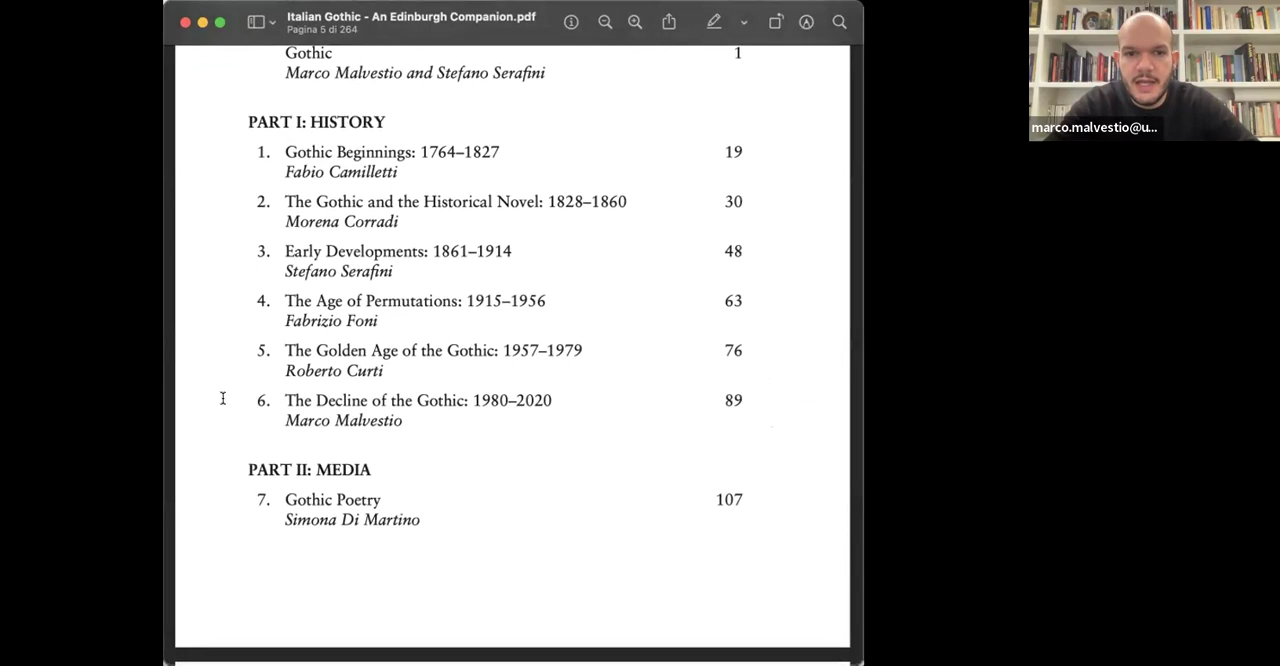 Italian Gothic - An Edinburgh Companion.pdf
Pagina 5 di 264
marco.malvestio@u...
Gothic 1
Marco Malvestio and Stefano Serafini
PART I: HISTORY
1. Gothic Beginnings: 1764–1827 19
Fabio Camilletti
2. The Gothic and the Historical Novel: 1828–1860 30
Morena Corradi
3. Early Developments: 1861–1914 48
Stefano Serafini
4. The Age of Permutations: 1915–1956 63
Fabrizio Foni
5. The Golden Age of the Gothic: 1957–1979 76
Roberto Curti
6. The Decline of the Gothic: 1980–2020 89
Marco Malvestio
PART II: MEDIA
7. Gothic Poetry 107
Simona Di Martino